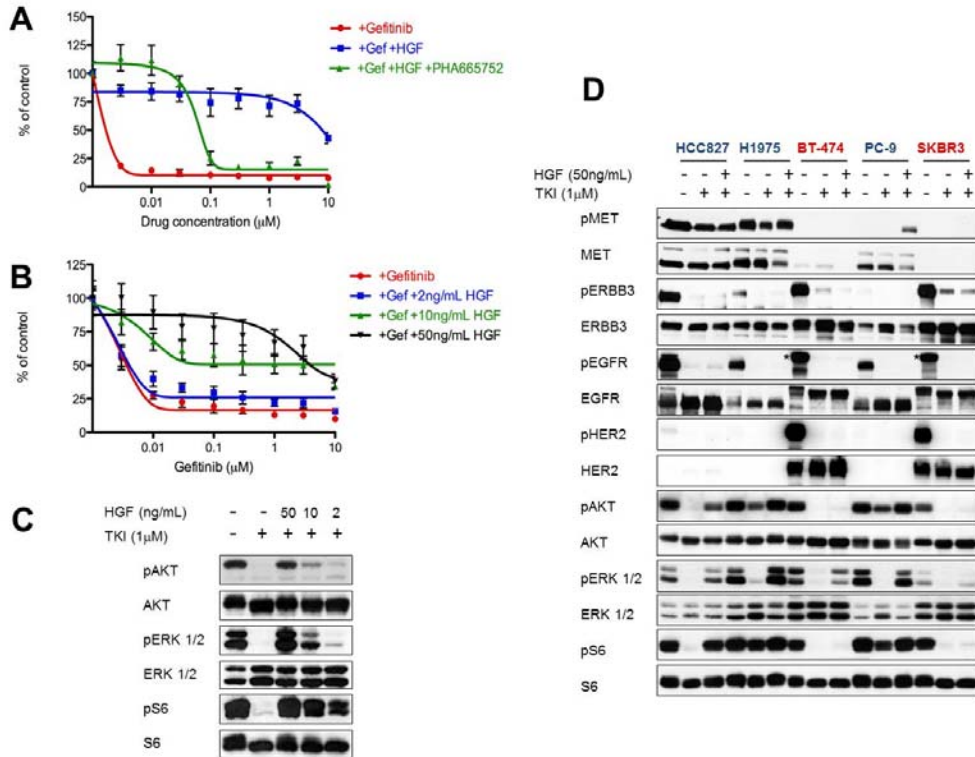 A
% of control
150
125
100
75
50
25
0
0.01
0.1
1
10
Drug concentration (µM)
+Gefitinib
+Gef +HGF
+Gef +HGF +PHA665752
B
% of control
125
100
75
50
25
0
0.01
0.1
1
10
Gefitinib (µM)
+Gefitinib
+Gef +2ng/mL HGF
+Gef +10ng/mL HGF
+Gef +50ng/mL HGF
C
HGF (ng/mL) - - 50 10 2
TKI (1µM) - + + + +
pAKT
AKT
pERK 1/2
ERK 1/2
pS6
S6
D
HCC827 H1975 BT-474 PC-9 SKBR3
HGF (50ng/mL) - - + - - + - - + - - + - - +
TKI (1µM) - + + - + + - + + - + + - + +
pMET
MET
pERBB3
ERBB3
pEGFR * *
EGFR
pHER2
HER2
pAKT
AKT
pERK 1/2
ERK 1/2
pS6
S6